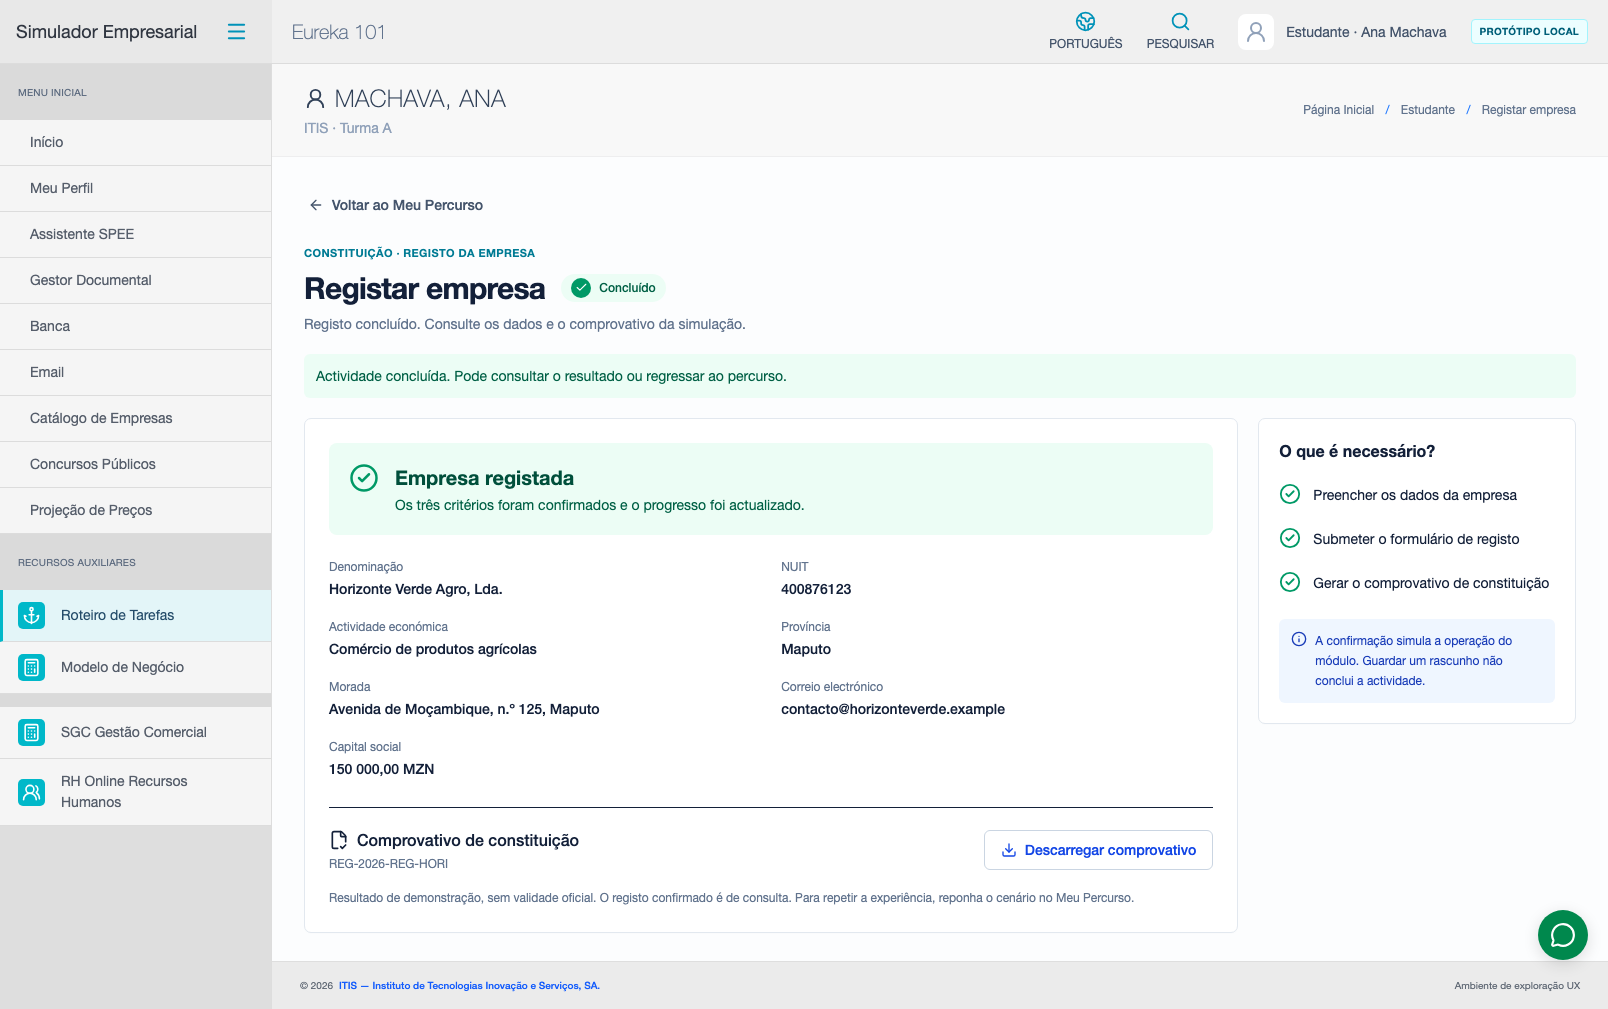 Simulador Empresarial
Eureka 101
PORTUGUÊS
PESQUISAR
Estudante · Ana Machava
PROTÓTIPO LOCAL
MENU INICIAL
Início
Meu Perfil
Assistente SPEE
Gestor Documental
Banca
Email
Catálogo de Empresas
Concursos Públicos
Projeção de Preços
RECURSOS AUXILIARES
Roteiro de Tarefas
Modelo de Negócio
SGC Gestão Comercial
RH Online Recursos
Humanos
MACHAVA, ANA
ITIS · Turma A
Página Inicial / Estudante / Registar empresa
Voltar ao Meu Percurso
CONSTITUIÇÃO · REGISTO DA EMPRESA
Registar empresa
Concluído
Registo concluído. Consulte os dados e o comprovativo da simulação.
Actividade concluída. Pode consultar o resultado ou regressar ao percurso.
Empresa registada
Os três critérios foram confirmados e o progresso foi actualizado.
Denominação
Horizonte Verde Agro, Lda.
NUIT
400876123
Actividade económica
Comércio de produtos agrícolas
Província
Maputo
Morada
Avenida de Moçambique, n.º 125, Maputo
Correio electrónico
contacto@horizonteverde.example
Capital social
150 000,00 MZN
Comprovativo de constituição
REG-2026-REG-HORI
Descarregar comprovativo
Resultado de demonstração, sem validade oficial. O registo confirmado é de consulta. Para repetir a experiência, reponha o cenário no Meu Percurso.
O que é necessário?
Preencher os dados da empresa
Submeter o formulário de registo
Gerar o comprovativo de constituição
A confirmação simula a operação do
módulo. Guardar um rascunho não
conclui a actividade.
© 2026 ITIS — Instituto de Tecnologias Inovação e Serviços, SA.
Ambiente de exploração UX